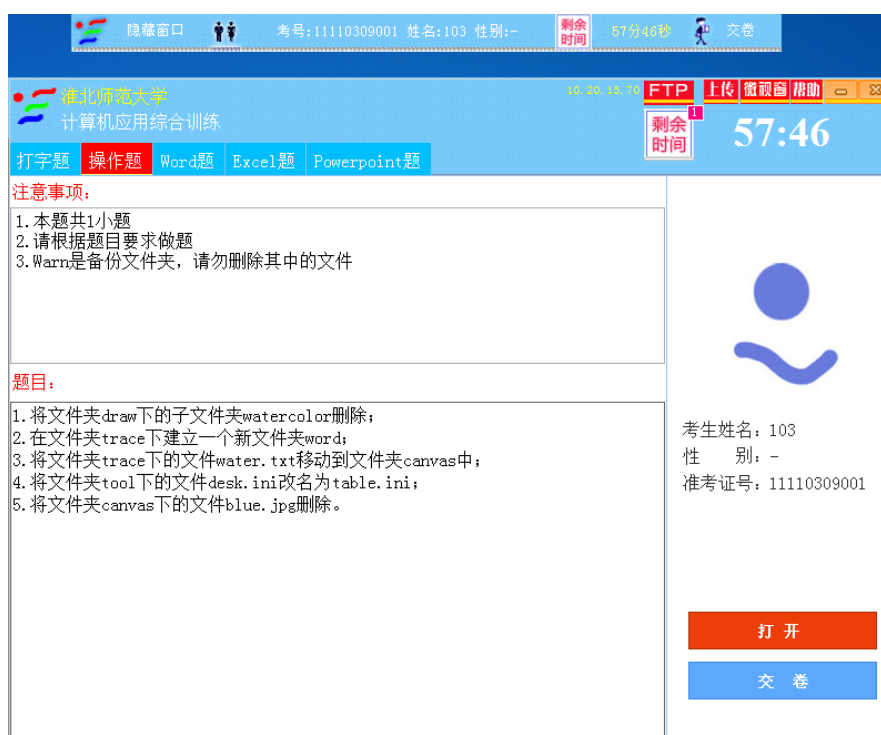 隐藏窗口 考号:11110309001 姓名:103 性别:- 剩余时间 57分46秒 交卷
淮北师范大学 10.20.15.70 FTP 上传 微视窗 帮助
计算机应用综合训练 剩余时间 1 57:46
打字题 操作题 Word题 Excel题 Powerpoint题
注意事项:
1.本题共1小题
2.请根据题目要求做题
3.Warn是备份文件夹，请勿删除其中的文件
题目:
1.将文件夹draw下的子文件夹watercolor删除;
2.在文件夹trace下建立一个新文件夹word;
3.将文件夹trace下的文件water.txt移动到文件夹canvas中;
4.将文件夹tool下的文件desk.ini改名为table.ini;
5.将文件夹canvas下的文件blue.jpg删除。
考生姓名: 103
性 别: -
准考证号: 11110309001
打 开
交 卷